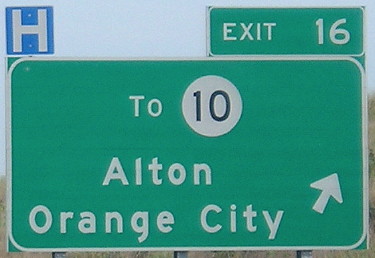 H
EXIT 16
To 10
Alton
Orange City